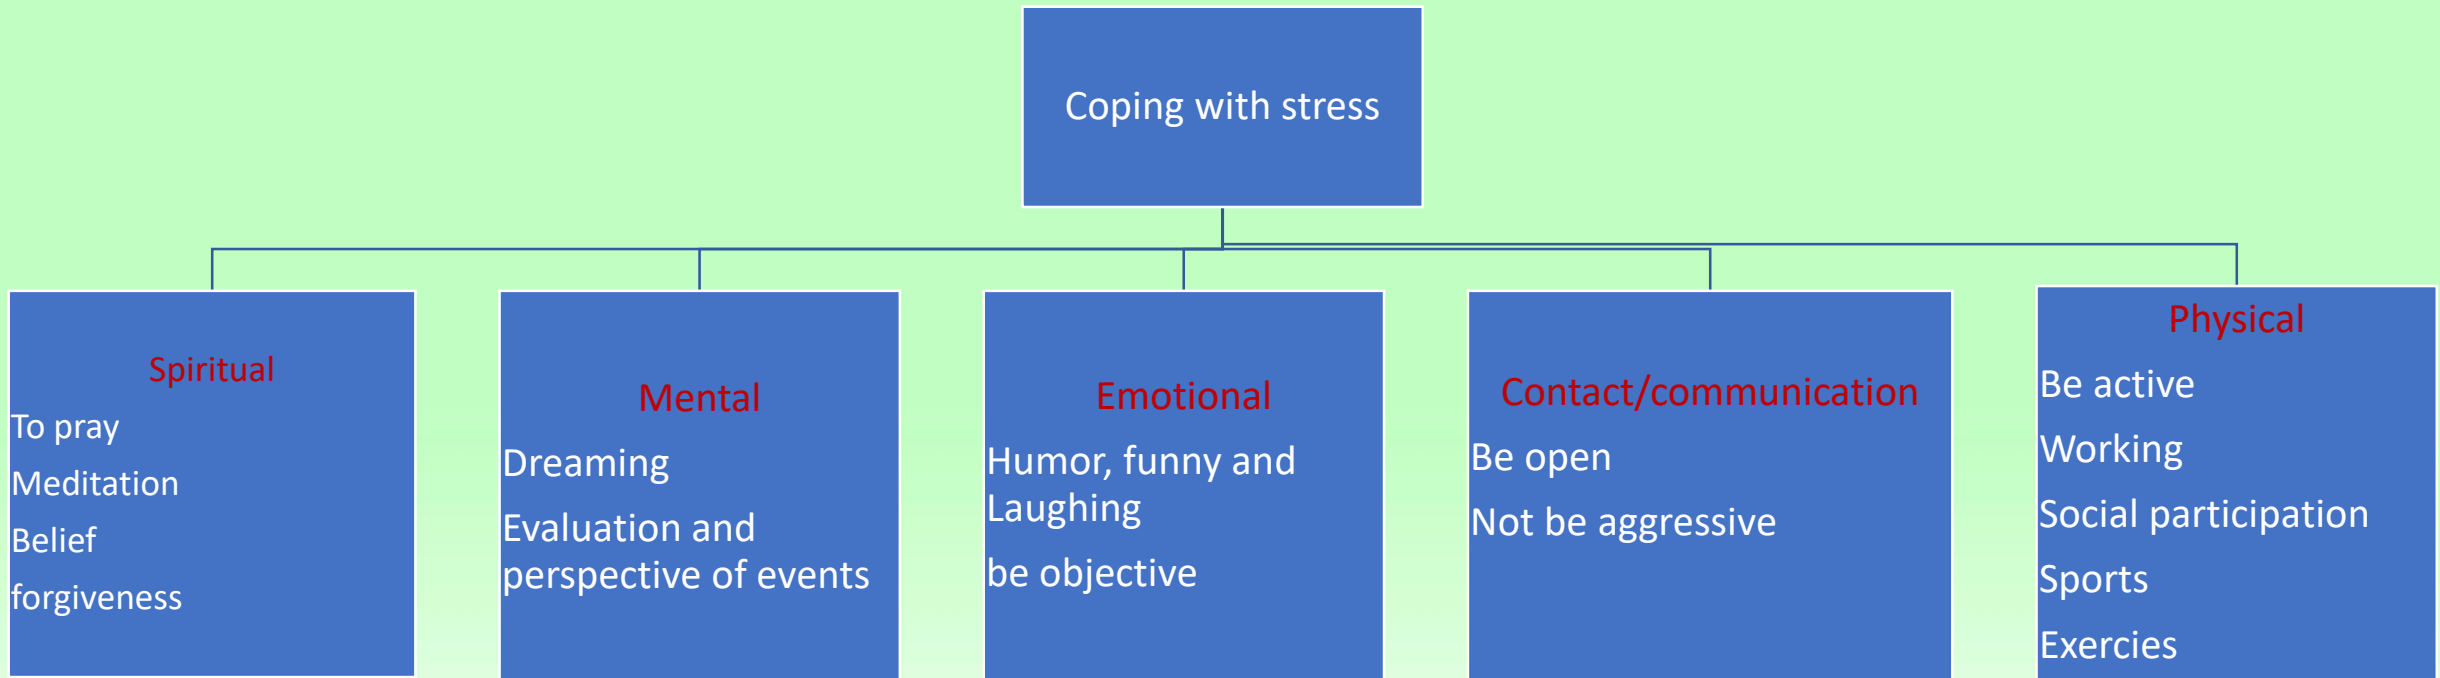 Coping with stress
Spiritual
To pray
Meditation
Belief
forgiveness
Mental
Dreaming
Evaluation and
perspective of events
Emotional
Humor, funny and
Laughing
be objective
Contact/communication
Be open
Not be aggressive
Physical
Be active
Working
Social participation
Sports
Exercies